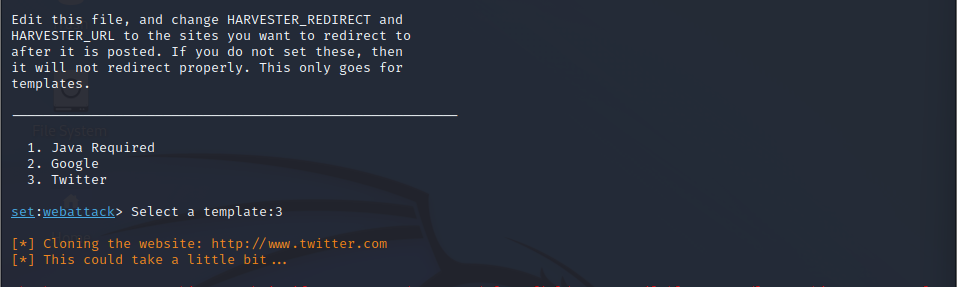 Edit this file, and change HARVESTER_REDIRECT and
HARVESTER_URL to the sites you want to redirect to
after it is posted. If you do not set these, then
it will not redirect properly. This only goes for
templates.
File System
1. Java Required
2. Google
3. Twitter
set:webattack> Select a template:3
[*] Cloning the website: http://www.twitter.com
[*] This could take a little bit...